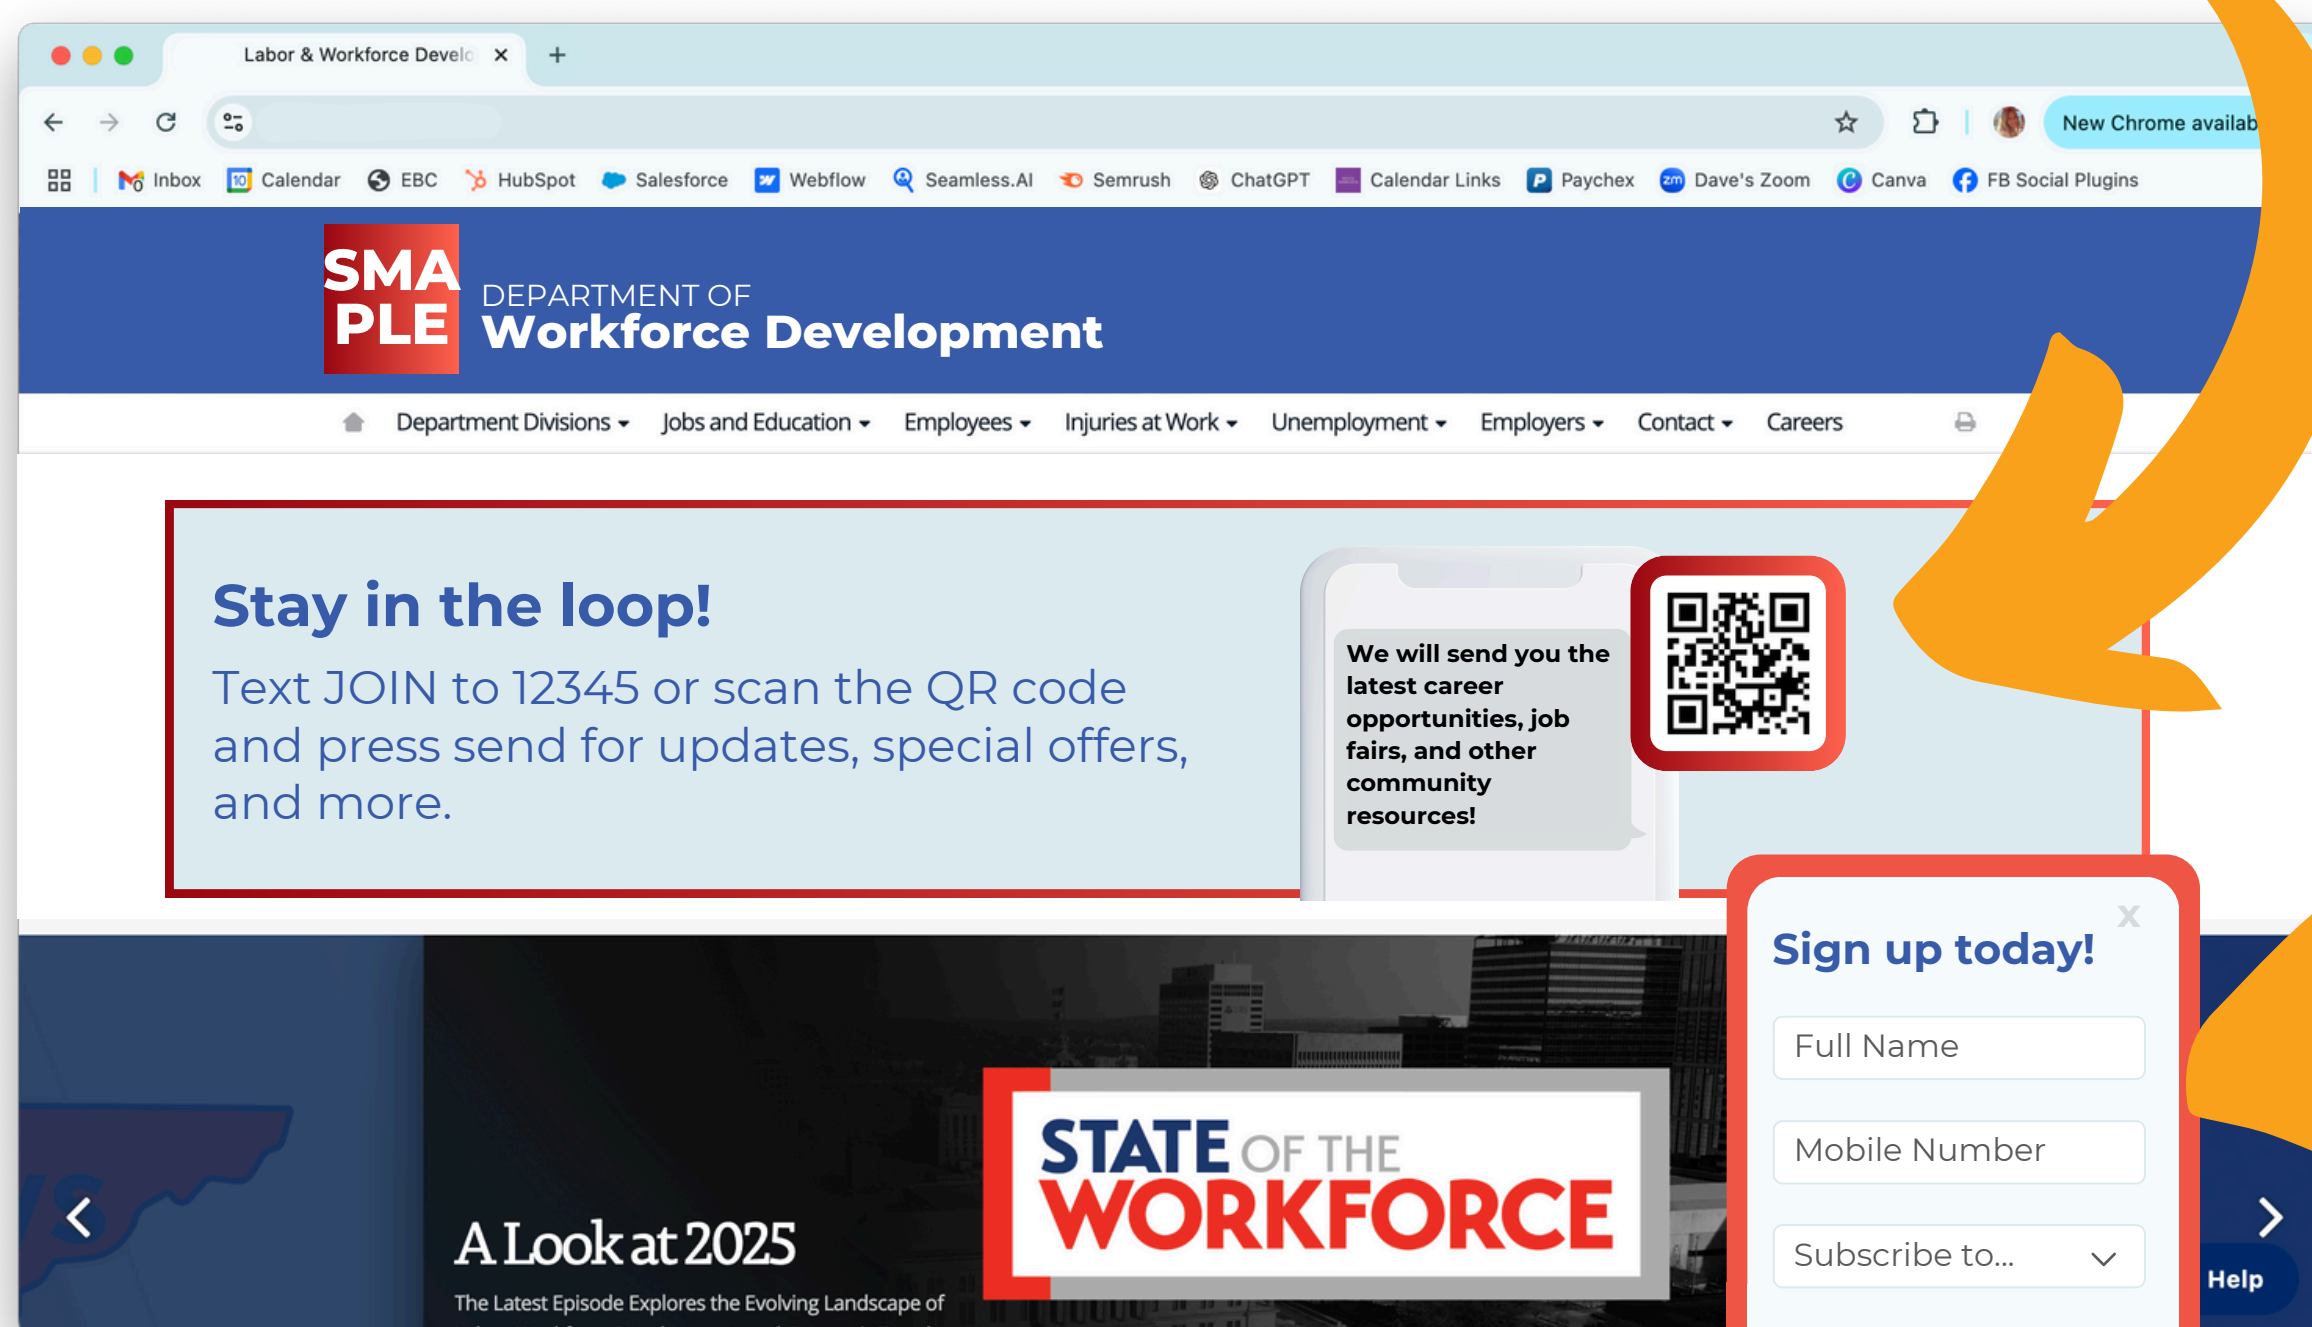 Labor & Workforce Develo
New Chrome availab
Inbox Calendar EBC HubSpot Salesforce Webflow Seamless.AI Semrush ChatGPT Calendar Links Paychex Dave's Zoom Canva FB Social Plugins
SMA
PLE
DEPARTMENT OF
Workforce Development
Department Divisions Jobs and Education Employees Injuries at Work Unemployment Employers Contact Careers
Stay in the loop!
Text JOIN to 12345 or scan the QR code
and press send for updates, special offers,
and more.
We will send you the
latest career
opportunities, job
fairs, and other
community
resources!
x
Sign up today!
Full Name
Mobile Number
Subscribe to...
Help
STATE OF THE
WORKFORCE
A Look at 2025
The Latest Episode Explores the Evolving Landscape of